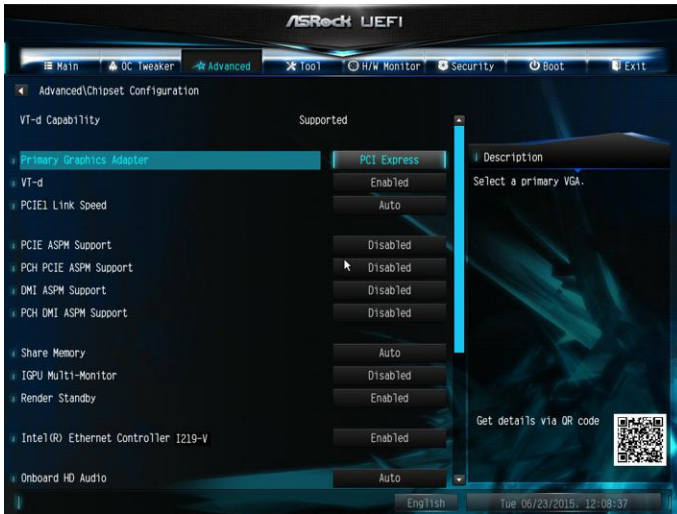 ASRock UEFI
Main OC Tweaker Advanced Tool H/W Monitor Security Boot Exit
Advanced\Chipset Configuration
VT-d Capability Supported
Primary Graphics Adapter PCI Express
VT-d Enabled
PCIE1 Link Speed Auto
PCIE ASPM Support Disabled
PCH PCIE ASPM Support Disabled
DMI ASPM Support Disabled
PCH DMI ASPM Support Disabled
Share Memory Auto
IGPU Multi-Monitor Disabled
Render Standby Enabled
Intel(R) Ethernet Controller I219-V Enabled
Onboard HD Audio Auto
Description
Select a primary VGA.
Get details via QR code
English
Tue 06/23/2015. 12:08:37